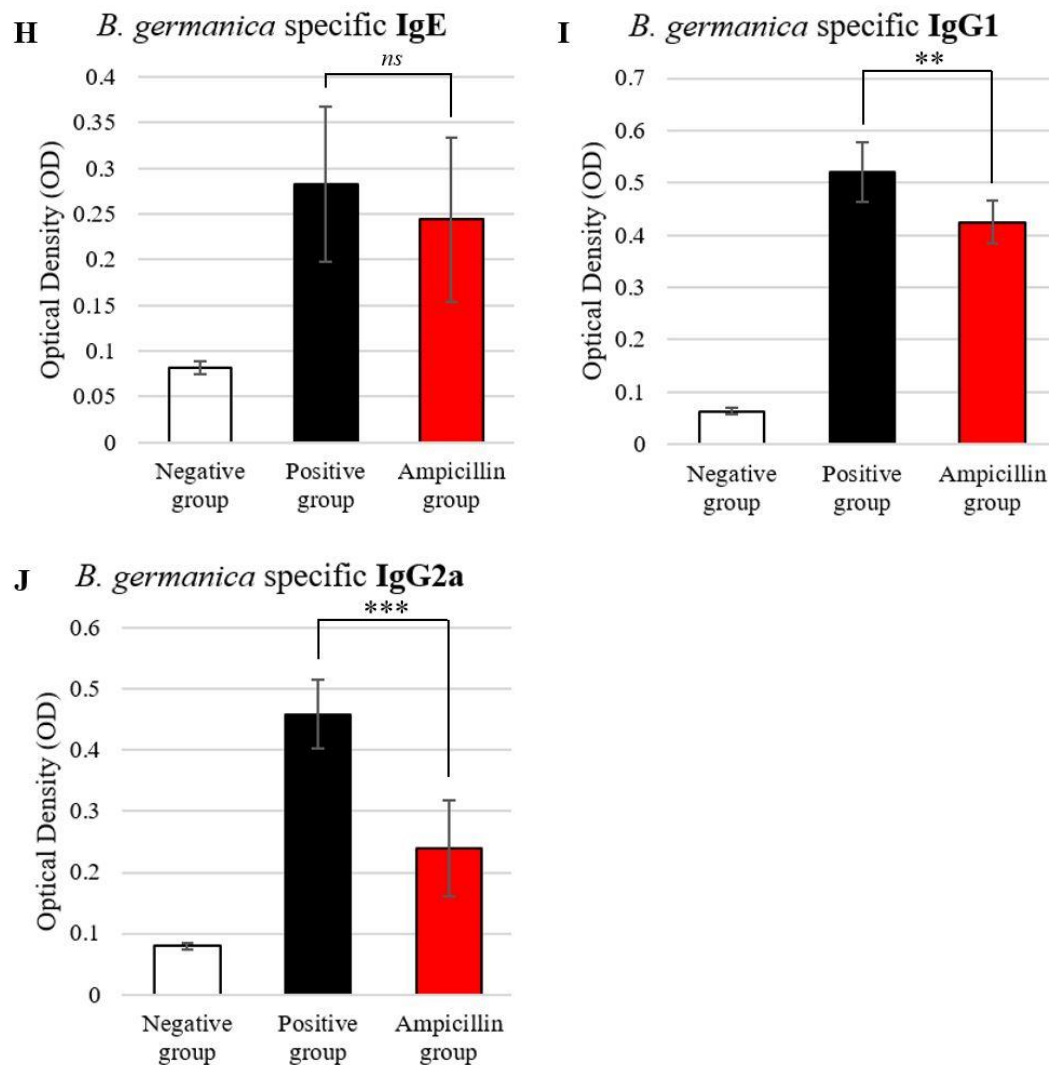 H
B. germanica specific IgE
ns
0.4
0.35
0.3
0.25
0.2
0.15
0.1
0.05
0
Optical Density (OD)
Negative group
Positive group
Ampicillin group
I
B. germanica specific IgG1
**
0.7
0.6
0.5
0.4
0.3
0.2
0.1
0
Optical Density (OD)
Negative group
Positive group
Ampicillin group
J
B. germanica specific IgG2a
***
0.6
0.5
0.4
0.3
0.2
0.1
0
Optical Density (OD)
Negative group
Positive group
Ampicillin group